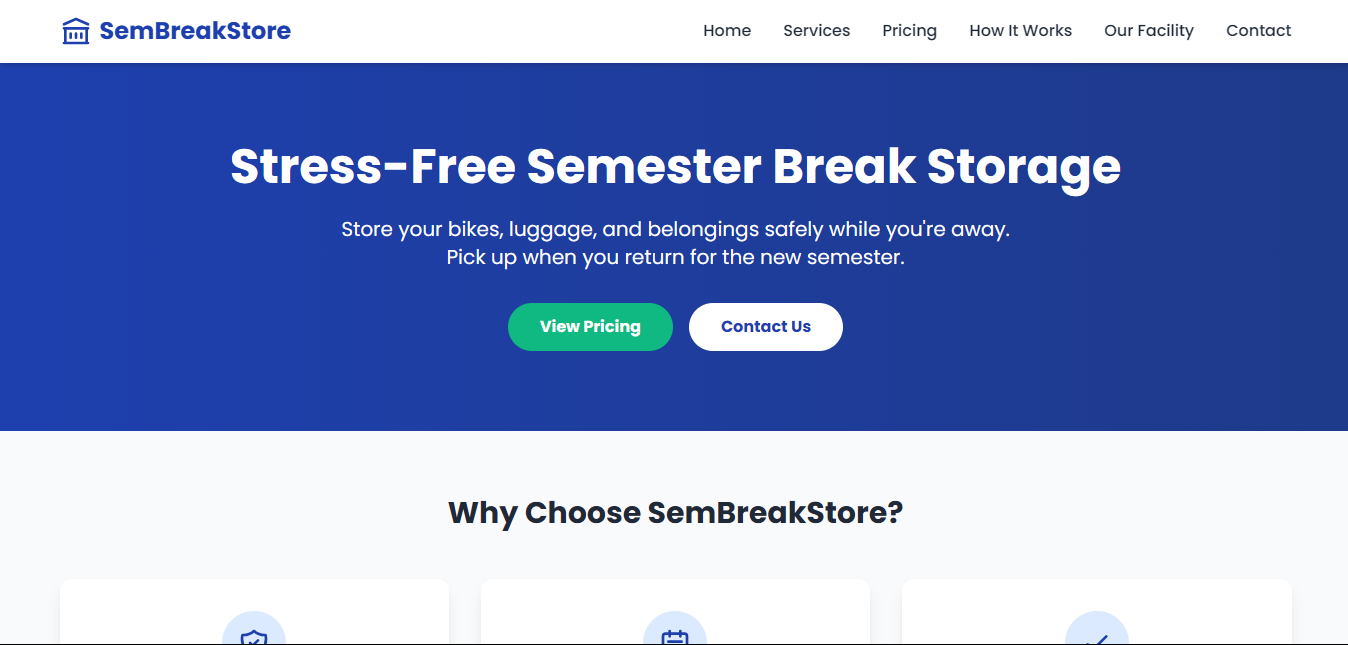 SemBreakStore
Home Services Pricing How It Works Our Facility Contact
Stress-Free Semester Break Storage
Store your bikes, luggage, and belongings safely while you're away.
Pick up when you return for the new semester.
View Pricing Contact Us
Why Choose SemBreakStore?